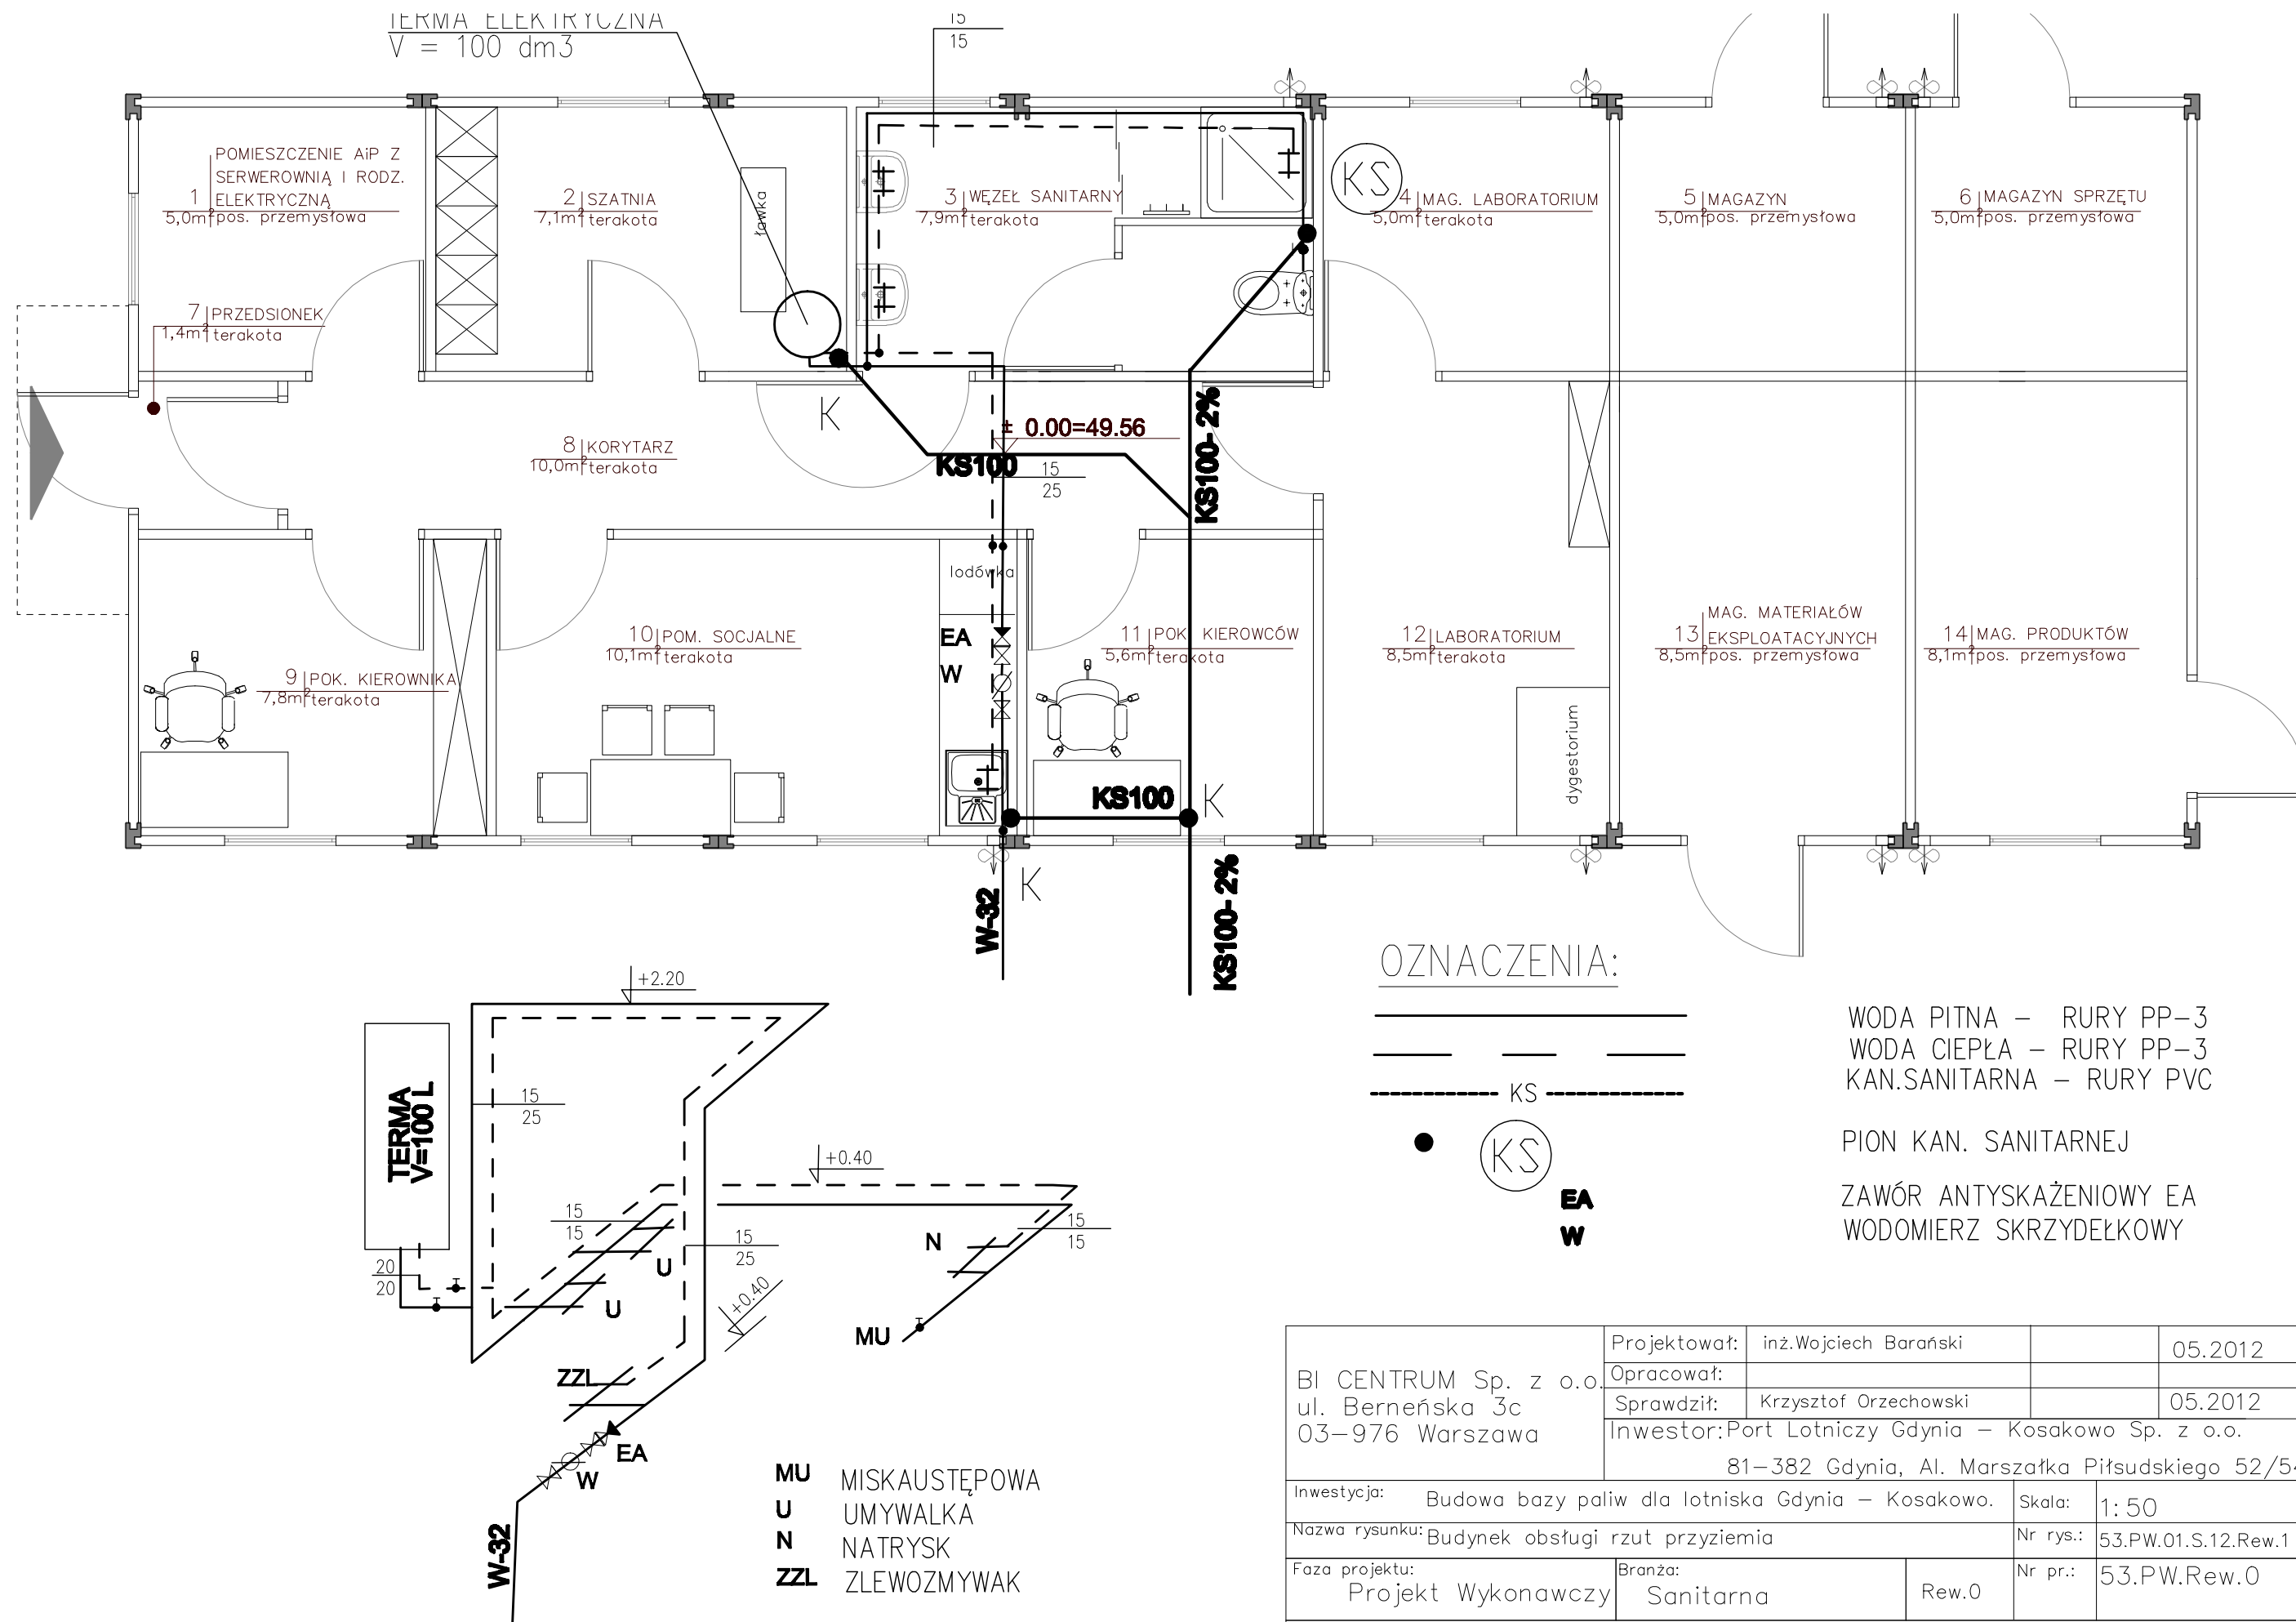 TERMA ELEKTRYCZNA
V = 100 dm3
15
15
1
POMIESZCZENIE AiP Z
SERWEROWNIĄ I RODZ.
ELEKTRYCZNĄ
5,0m² pos. przemysłowa
2 SZATNIA
7,1m² terakota
ławka
3 WĘZEŁ SANITARNY
7,9m² terakota
KS
4 MAG. LABORATORIUM
5,0m² terakota
5 MAGAZYN
5,0m² pos. przemysłowa
6 MAGAZYN SPRZĘTU
5,0m² pos. przemysłowa
7 PRZEDSIONEK
1,4m² terakota
K
8 KORYTARZ
10,0m² terakota
± 0.00=49.56
KS100
15
25
KS100- 2%
lodówka
EA
W
9 POK. KIEROWNIKA
7,8m² terakota
10 POM. SOCJALNE
10,1m² terakota
11 POK. KIEROWCÓW
5,6m² terakota
12 LABORATORIUM
8,5m² terakota
13
MAG. MATERIAŁÓW
EKSPLOATACYJNYCH
8,5m² pos. przemysłowa
14 MAG. PRODUKTÓW
8,1m² pos. przemysłowa
dygestorium
KS100
K
K
W-32
KS100- 2%
OZNACZENIA:
WODA PITNA – RURY PP-3
WODA CIEPŁA – RURY PP-3
KS
KAN.SANITARNA – RURY PVC
KS
PION KAN. SANITARNEJ
EA
ZAWÓR ANTYSKAŻENIOWY EA
W
WODOMIERZ SKRZYDEŁKOWY
+2.20
TERMA
V=100 L
15
25
+0.40
15
15
15
25
15
15
20
20
U
U
N
MU
+0.40
ZZL
EA
W
W-32
MU MISKAUSTĘPOWA
U UMYWALKA
N NATRYSK
ZZL ZLEWOZMYWAK
BI CENTRUM Sp. z o.o.
ul. Berneńska 3c
03-976 Warszawa
Projektował: inż.Wojciech Barański 05.2012
Opracował:
Sprawdził: Krzysztof Orzechowski 05.2012
Inwestor: Port Lotniczy Gdynia – Kosakowo Sp. z o.o.
81-382 Gdynia, Al. Marszałka Piłsudskiego 52/54
Inwestycja: Budowa bazy paliw dla lotniska Gdynia – Kosakowo.
Skala: 1:50
Nazwa rysunku: Budynek obsługi rzut przyziemia
Nr rys.: 53.PW.01.S.12.Rew.1
Faza projektu: Projekt Wykonawczy
Branża: Sanitarna
Rew.0
Nr pr.: 53.PW.Rew.0